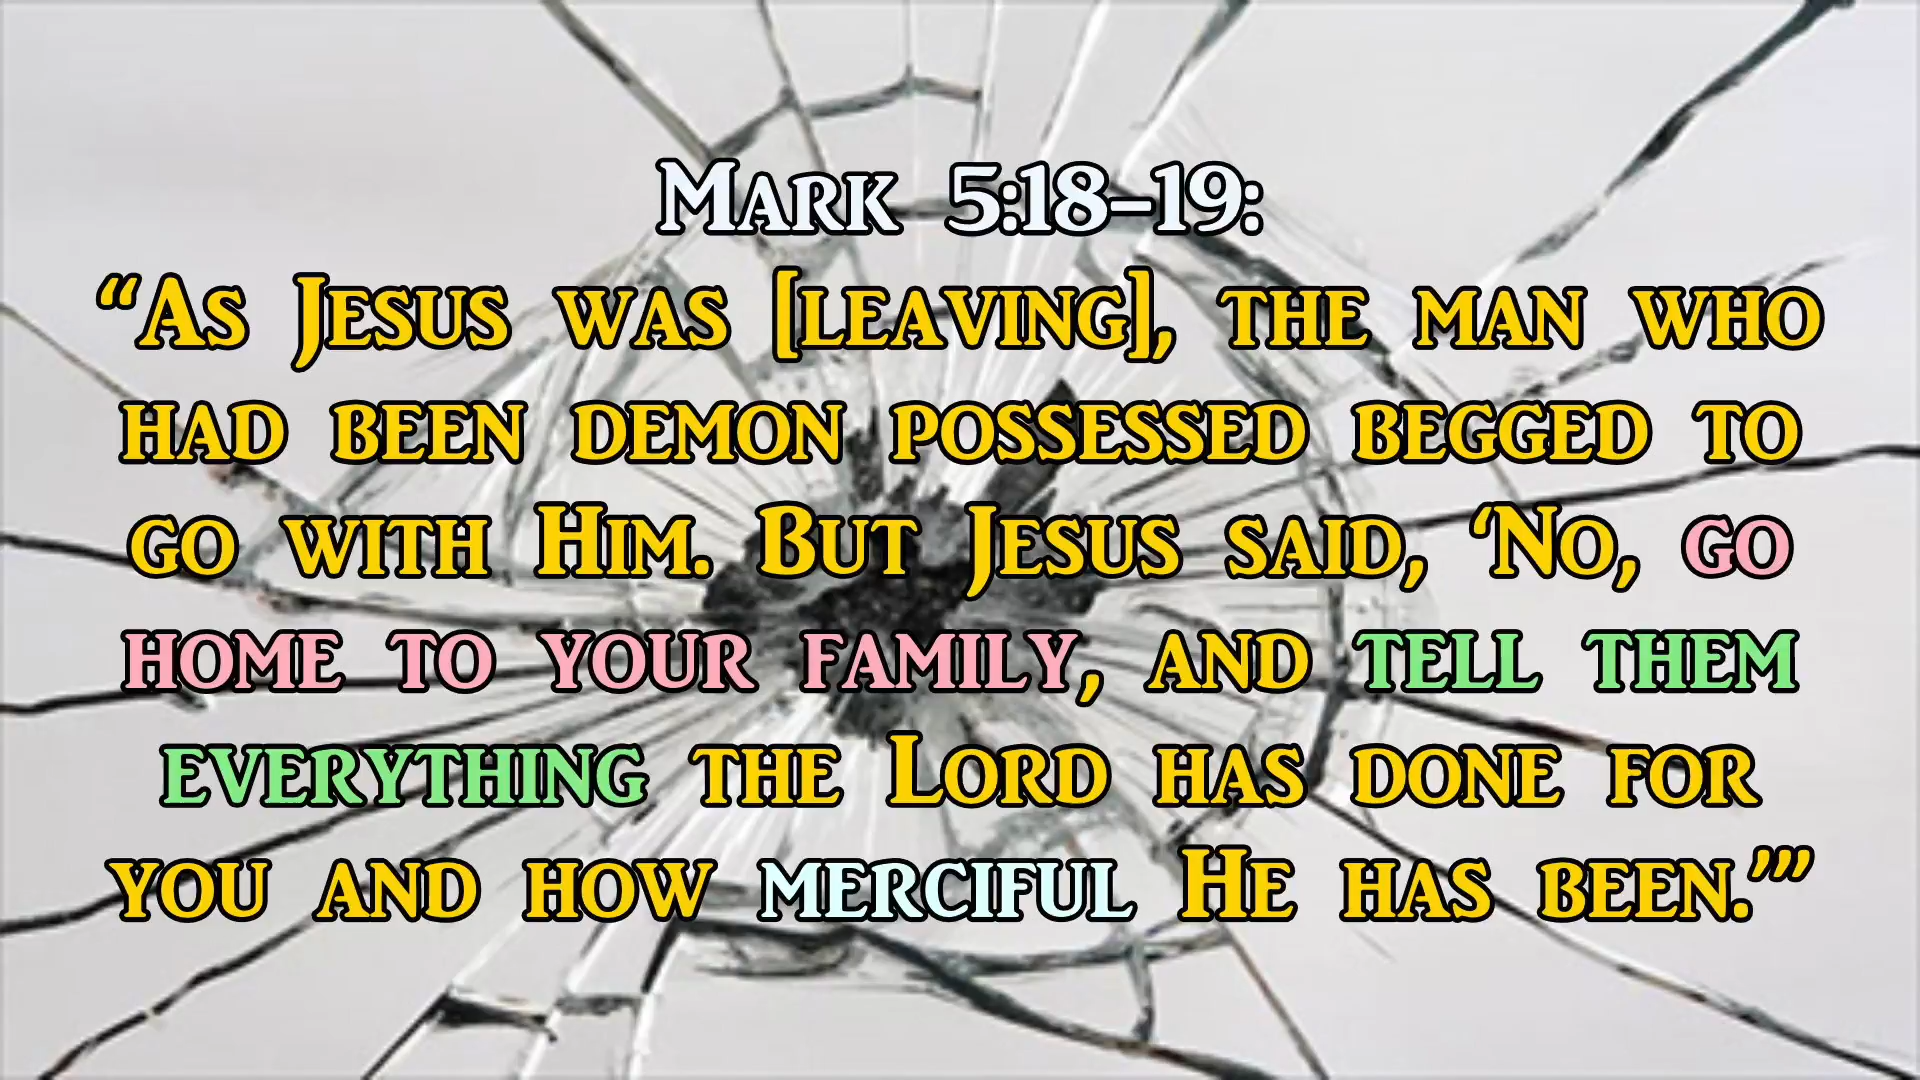 Mark 5:18–19:
“As Jesus was [leaving], the man who
had been demon possessed begged to
go with Him. But Jesus said, ‘No, go
home to your family, and tell them
everything the Lord has done for
you and how merciful He has been.’”